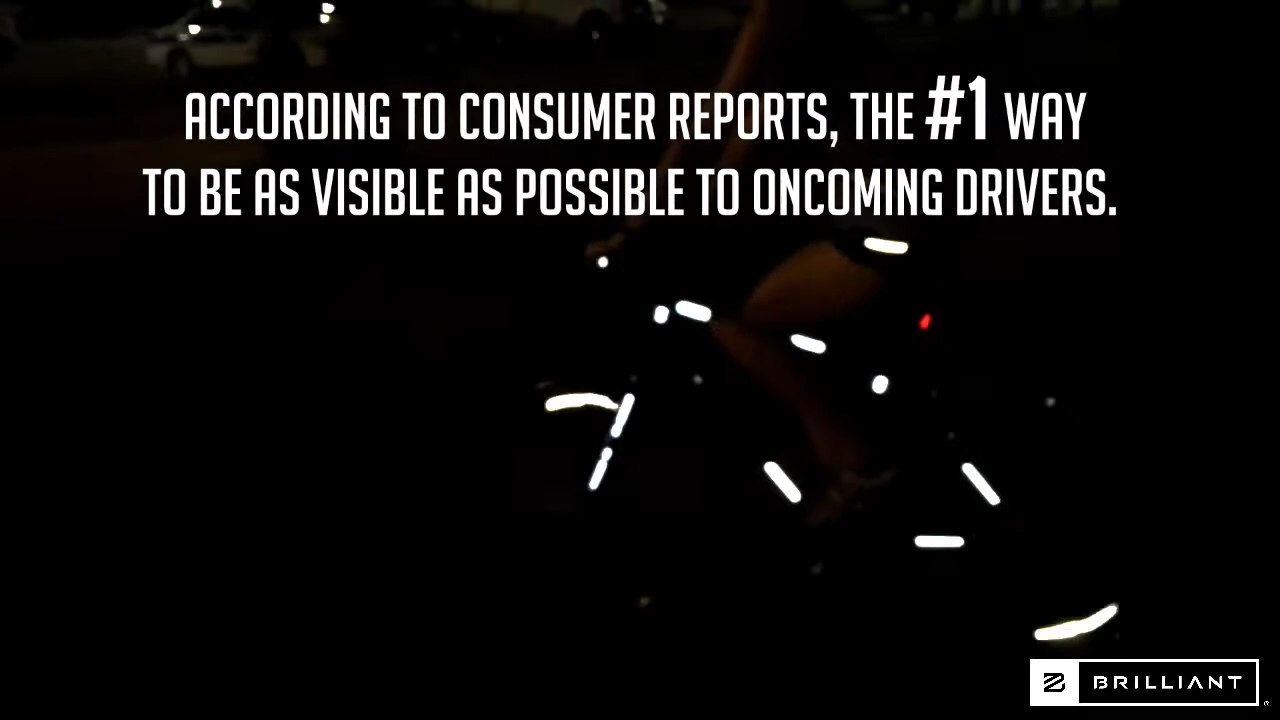 ACCORDING TO CONSUMER REPORTS, THE #1 WAY
TO BE AS VISIBLE AS POSSIBLE TO ONCOMING DRIVERS.
BRILLIANT